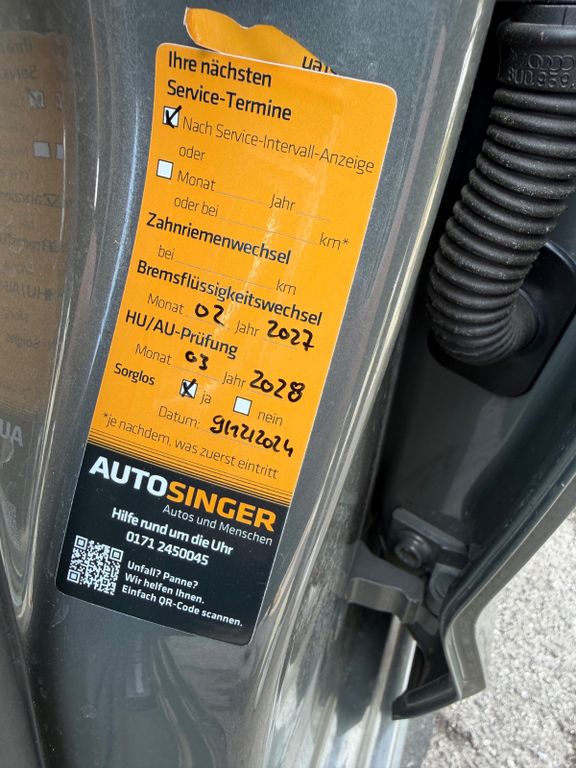 Ihre nächsten
Service-Termine
Nach Service-Intervall-Anzeige
oder
Monat Jahr
oder bei km*
Zahnriemenwechsel
bei km
Bremsflüssigkeitswechsel
Monat 02 Jahr 2027
HU/AU-Prüfung
Monat 03 Jahr 2028
Sorglos ja nein
Datum: 9/12/2024
*je nachdem, was zuerst eintritt
AUTOSINGER
Autos und Menschen
Hilfe rund um die Uhr
0171 2450045
Unfall? Panne?
Wir helfen Ihnen.
Einfach QR-Code scannen.